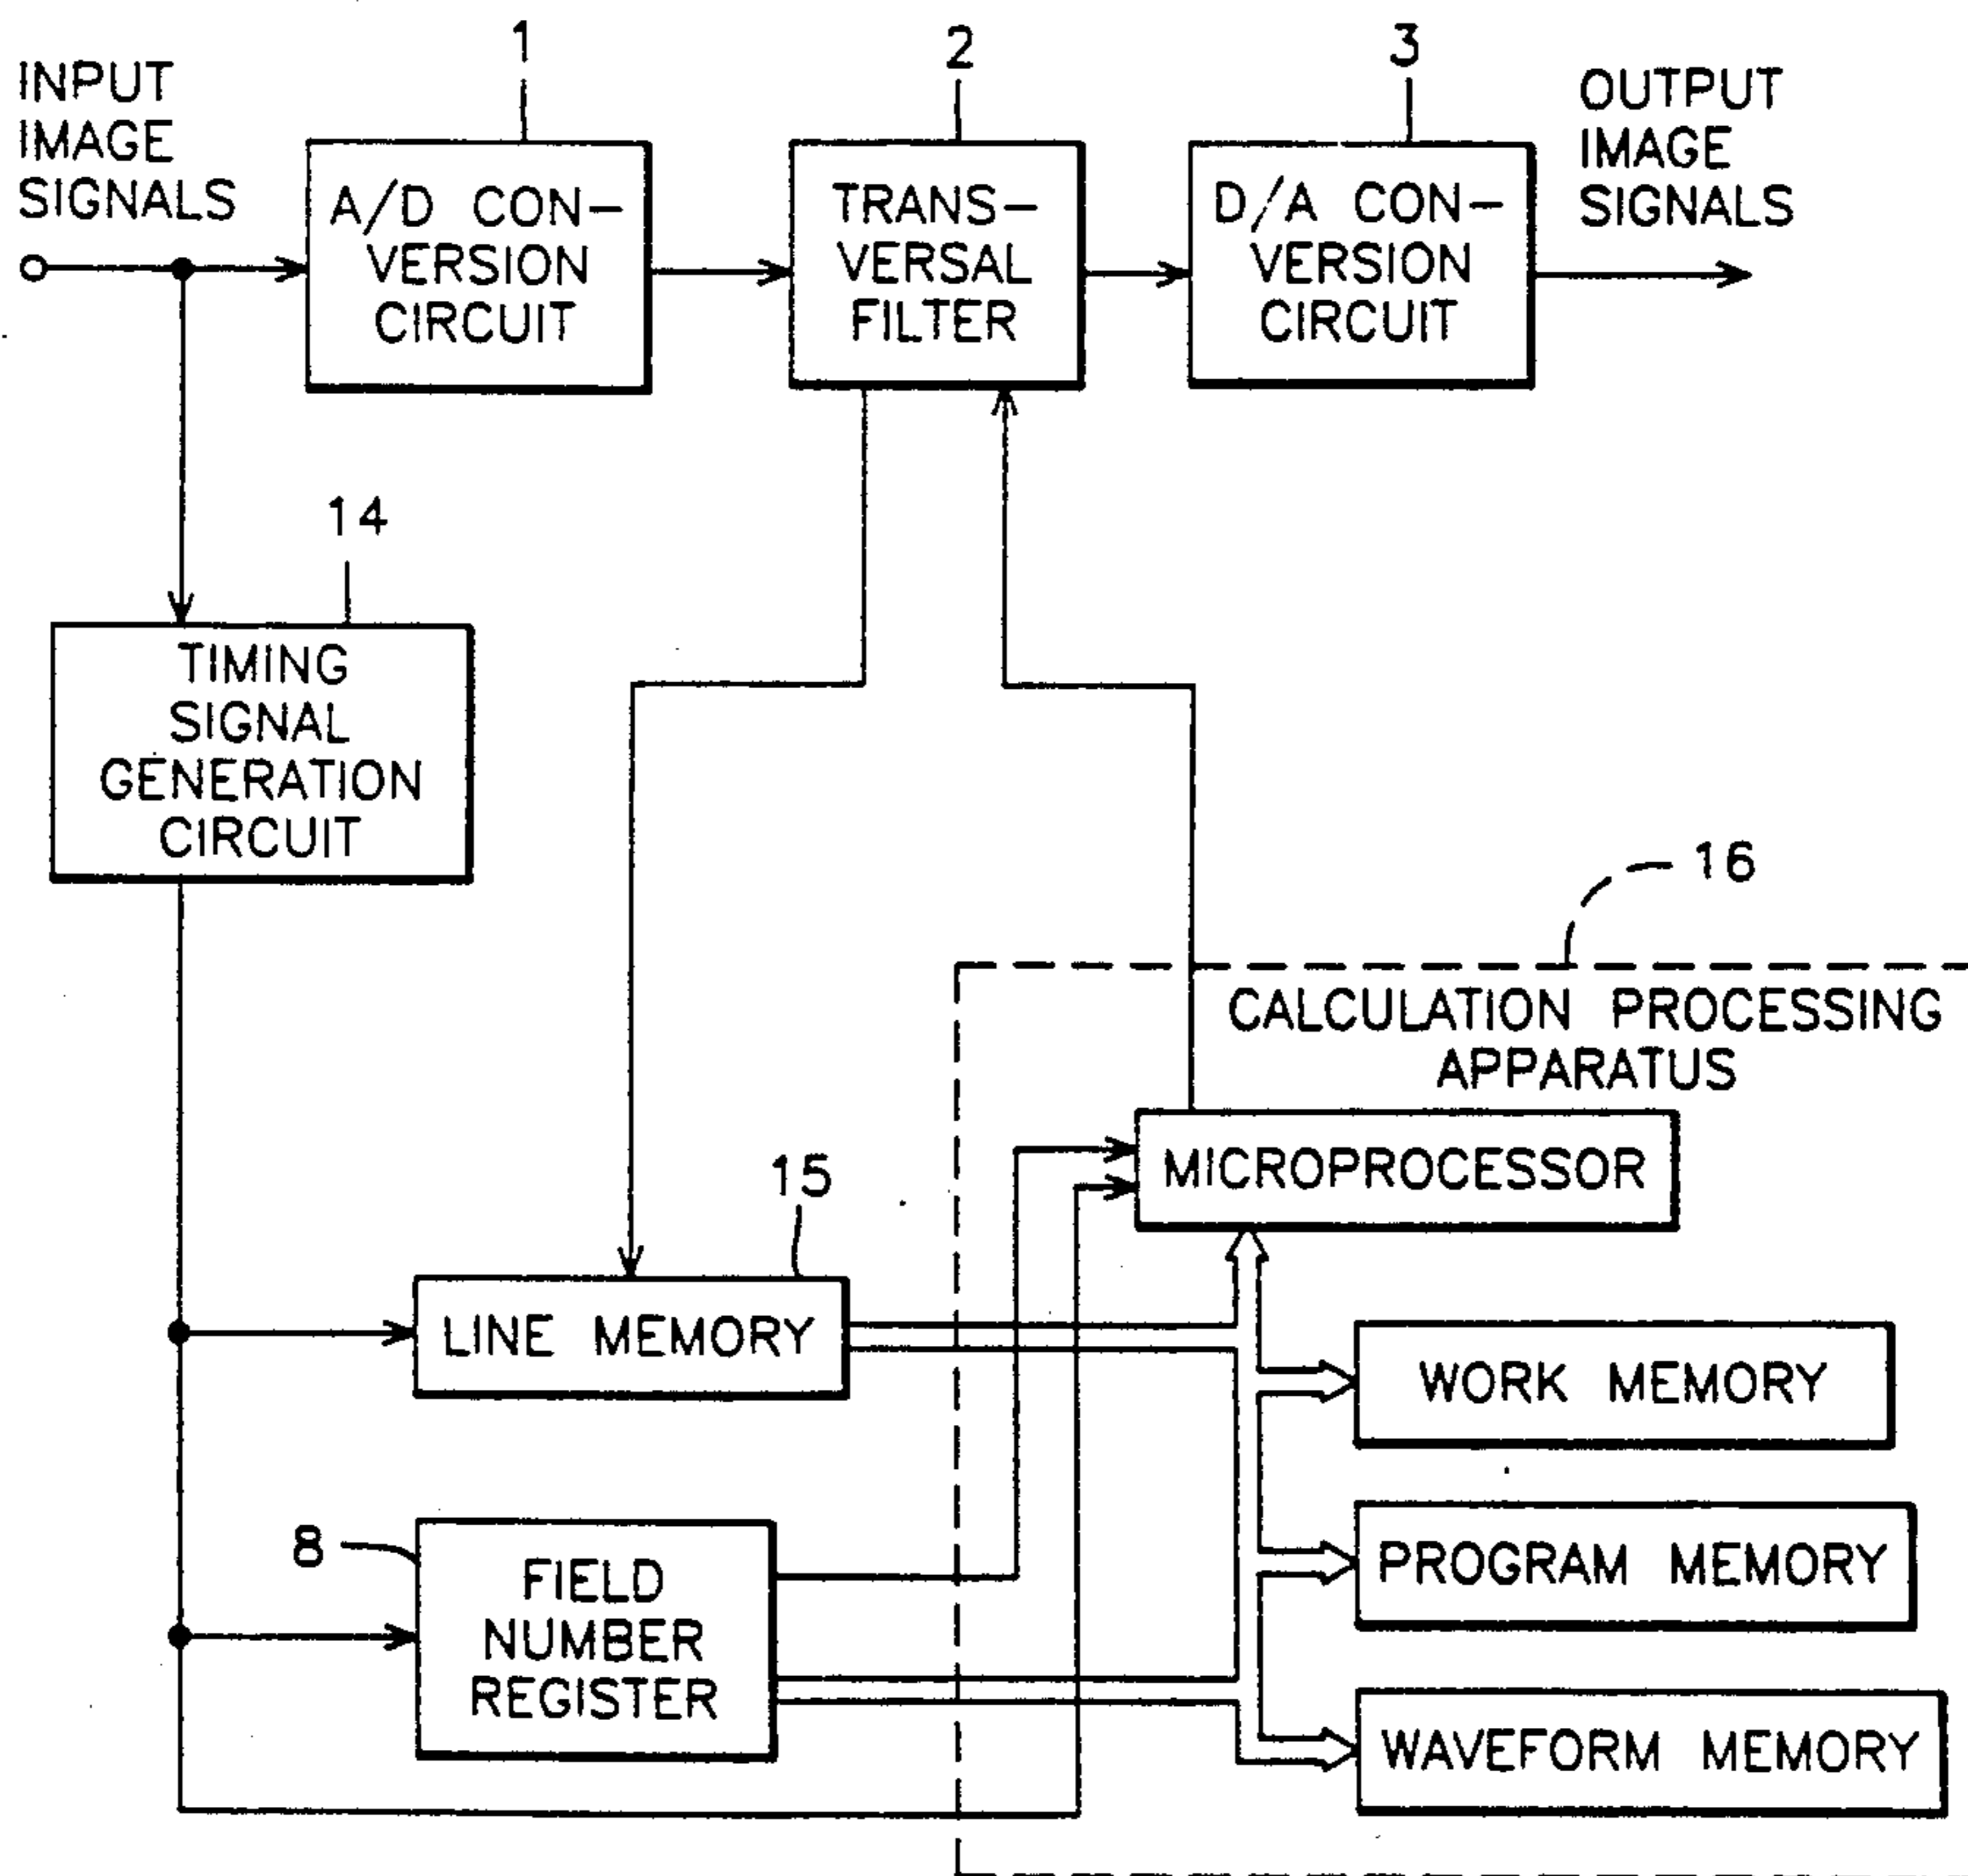 1
2
3
INPUT
IMAGE
SIGNALS
A/D CON-
VERSION
CIRCUIT
TRANS-
VERSAL
FILTER
D/A CON-
VERSION
CIRCUIT
OUTPUT
IMAGE
SIGNALS
14
TIMING
SIGNAL
GENERATION
CIRCUIT
16
CALCULATION PROCESSING
APPARATUS
MICROPROCESSOR
15
LINE MEMORY
WORK MEMORY
8
FIELD
NUMBER
REGISTER
PROGRAM MEMORY
WAVEFORM MEMORY